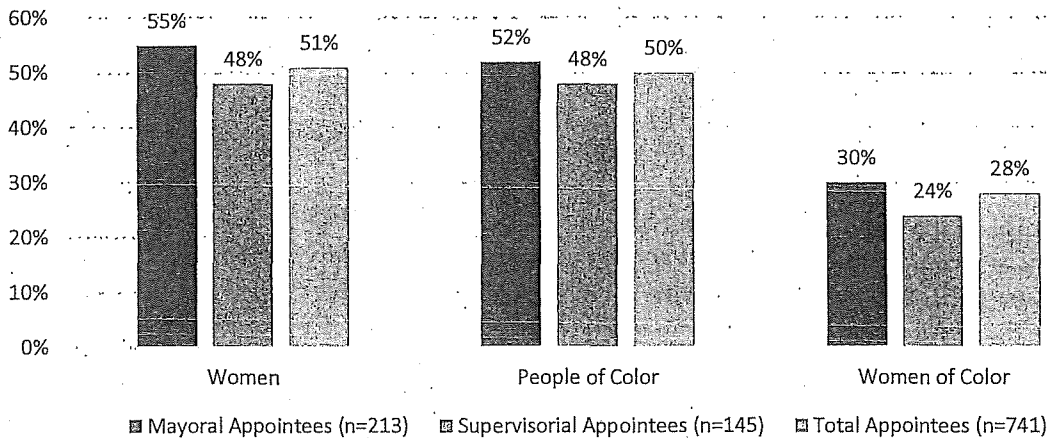 60%
50%
40%
30%
20%
10%
0%
55%
48%
51%
52%
48%
50%
30%
24%
28%
Women
People of Color
Women of Color
Mayoral Appointees (n=213)
Supervisorial Appointees (n=145)
Total Appointees (n=741)